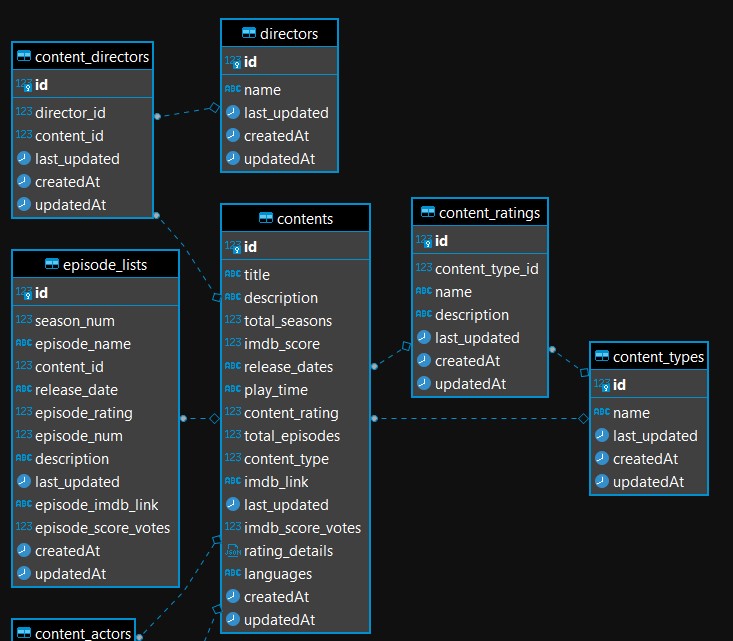 content_directors
123 id
123 director_id
123 content_id
last_updated
createdAt
updatedAt
directors
123 id
ABC name
last_updated
createdAt
updatedAt
episode_lists
123 id
123 season_num
ABC episode_name
123 content_id
ABC release_date
123 episode_rating
123 episode_num
ABC description
last_updated
ABC episode_imdb_link
123 episode_score_votes
createdAt
updatedAt
contents
123 id
ABC title
ABC description
123 total_seasons
123 imdb_score
ABC release_dates
ABC play_time
123 content_rating
123 total_episodes
123 content_type
ABC imdb_link
last_updated
123 imdb_score_votes
JSON rating_details
ABC languages
createdAt
updatedAt
content_ratings
123 id
123 content_type_id
ABC name
ABC description
last_updated
createdAt
updatedAt
content_types
123 id
ABC name
last_updated
createdAt
updatedAt
content_actors